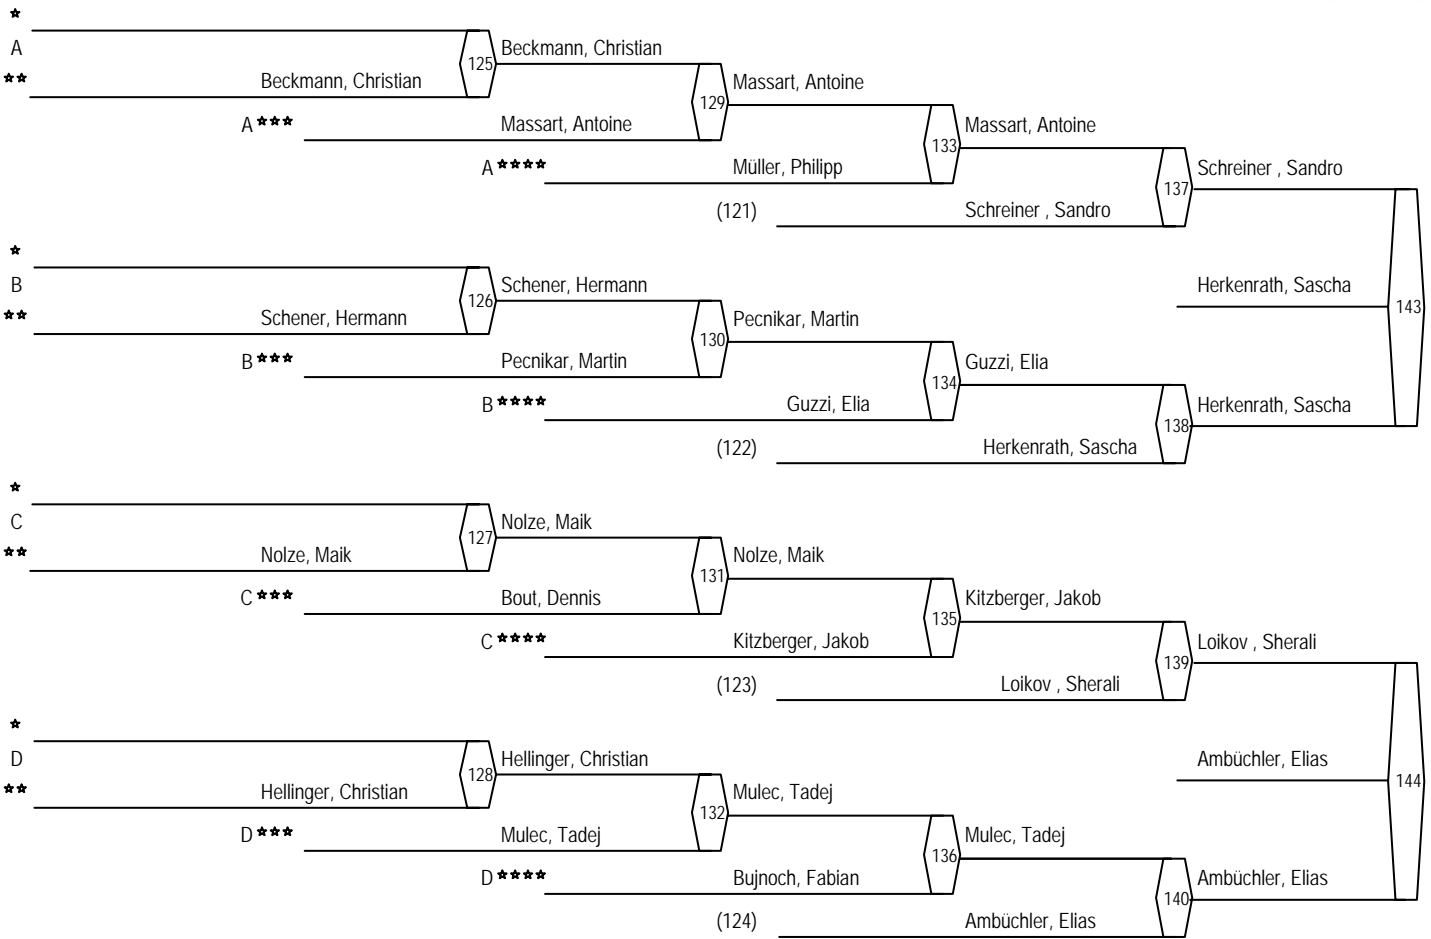 ★
A
★★
Beckmann, Christian
125
Beckmann, Christian
A ★★★
Massart, Antoine
129
Massart, Antoine
A ★★★★
Müller, Philipp
133
Massart, Antoine
(121)
Schreiner , Sandro
137
Schreiner , Sandro
★
B
★★
Schener, Hermann
126
Schener, Hermann
B ★★★
Pecnikar, Martin
130
Pecnikar, Martin
B ★★★★
Guzzi, Elia
134
Guzzi, Elia
(122)
Herkenrath, Sascha
138
Herkenrath, Sascha
Herkenrath, Sascha
143
★
C
★★
Nolze, Maik
127
Nolze, Maik
C ★★★
Bout, Dennis
131
Nolze, Maik
C ★★★★
Kitzberger, Jakob
135
Kitzberger, Jakob
(123)
Loikov , Sherali
139
Loikov , Sherali
★
D
★★
Hellinger, Christian
128
Hellinger, Christian
D ★★★
Mulec, Tadej
132
Mulec, Tadej
D ★★★★
Bujnoch, Fabian
136
Mulec, Tadej
(124)
Ambüchler, Elias
140
Ambüchler, Elias
Ambüchler, Elias
144